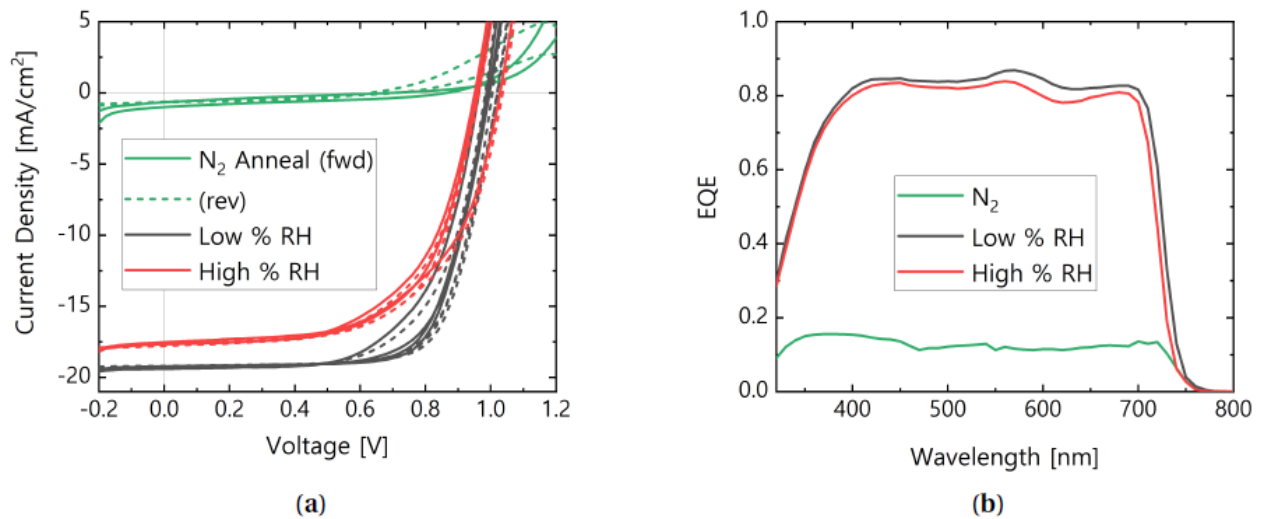 5
0
-5
-10
-15
-20
-0.2 0.0 0.2 0.4 0.6 0.8 1.0 1.2
Current Density [mA/cm²]
Voltage [V]
N₂ Anneal (fwd)
(rev)
Low % RH
High % RH
(a)
1.0
0.8
0.6
0.4
0.2
0.0
400 500 600 700 800
EQE
Wavelength [nm]
N₂
Low % RH
High % RH
(b)